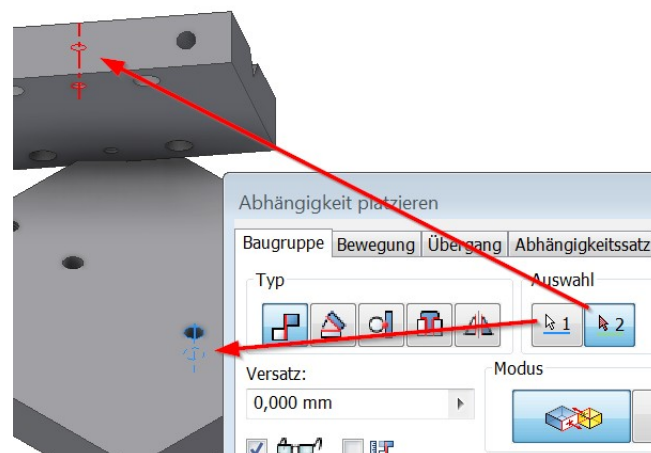 Abhängigkeit platzieren
Baugruppe Bewegung Übergang Abhängigkeitssatz
Typ Auswahl
1 2
Versatz: Modus
0,000 mm